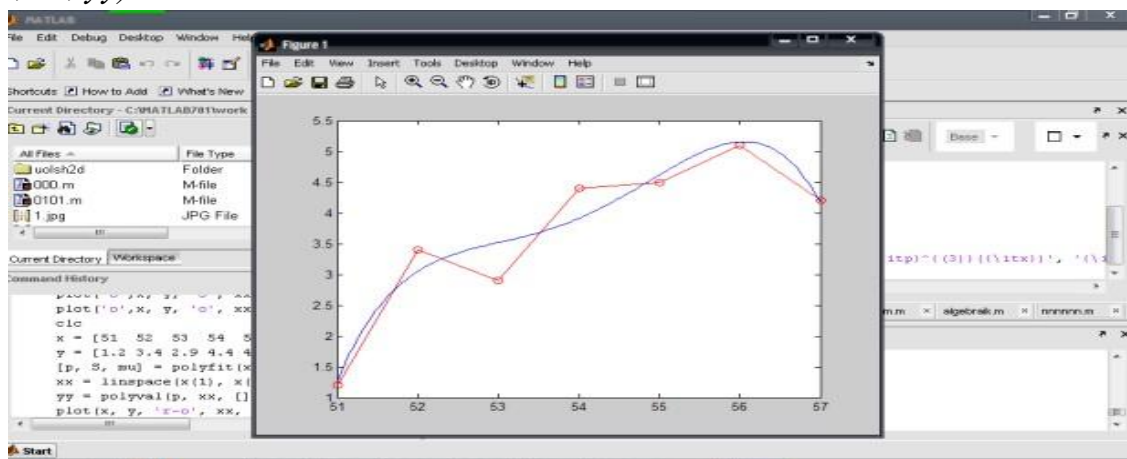 MATLAB
File Edit Debug Desktop Window Help
Shortcuts How to Add What's New
Current Directory - C:\MATLAB701\work
All Files File Type
uolsh2d Folder
000.m M-file
0101.m M-file
1.jpg JPG File
Current Directory Workspace
Command History
plot('o',x, y, 'o', xx
clc
x = [51 52 53 54 5
y = [1.2 3.4 2.9 4.4 4
[p, S, mu] = polyfit(x
xx = linspace(x(1), x(
yy = polyval(p, xx, []
plot(x, y, 'r-o', xx,
Start
Figure 1
File Edit View Insert Tools Desktop Window Help
5.5
5
4.5
4
3.5
3
2.5
2
1.5
1
51 52 53 54 55 56 57
Base
itp)^{(3)}[{\itx}]', '{\i
m.m algebraik.m nnnnnn.m